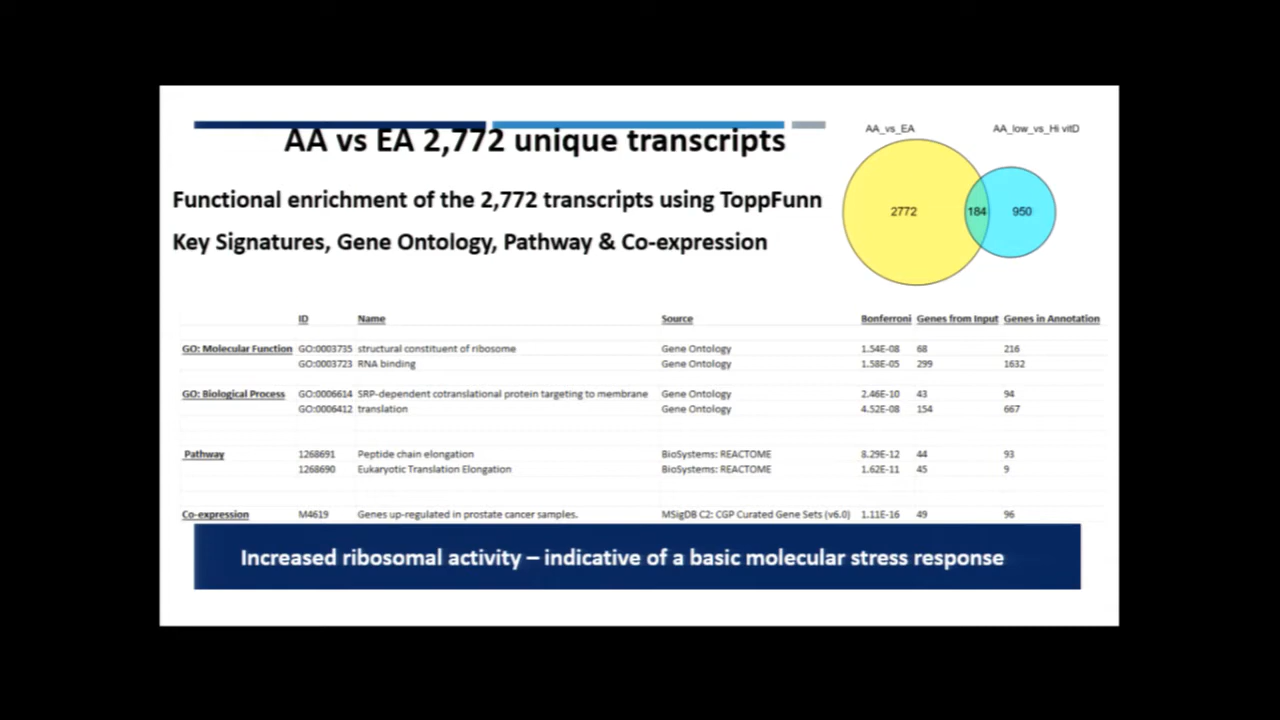 AA vs EA 2,772 unique transcripts
AA_vs_EA AA_low_vs_Hi vitD
Functional enrichment of the 2,772 transcripts using ToppFunn
2772 184 950
Key Signatures, Gene Ontology, Pathway & Co-expression
ID Name Source Bonferroni Genes from Input Genes in Annotation
GO: Molecular Function GO:0003735 structural constituent of ribosome Gene Ontology 1.54E-08 68 216
GO:0003723 RNA binding Gene Ontology 1.58E-05 299 1632
GO: Biological Process GO:0006614 SRP-dependent cotranslational protein targeting to membrane Gene Ontology 2.46E-10 43 94
GO:0006412 translation Gene Ontology 4.52E-08 154 667
Pathway 1268691 Peptide chain elongation BioSystems: REACTOME 8.29E-12 44 93
1268690 Eukaryotic Translation Elongation BioSystems: REACTOME 1.62E-11 45 9
Co-expression M4619 Genes up-regulated in prostate cancer samples. MSigDB C2: CGP Curated Gene Sets (v6.0) 1.11E-16 49 96
Increased ribosomal activity – indicative of a basic molecular stress response